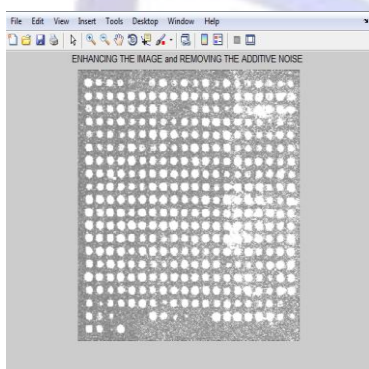 File Edit View Insert Tools Desktop Window Help
ENHANCING THE IMAGE and REMOVING THE ADDITIVE NOISE